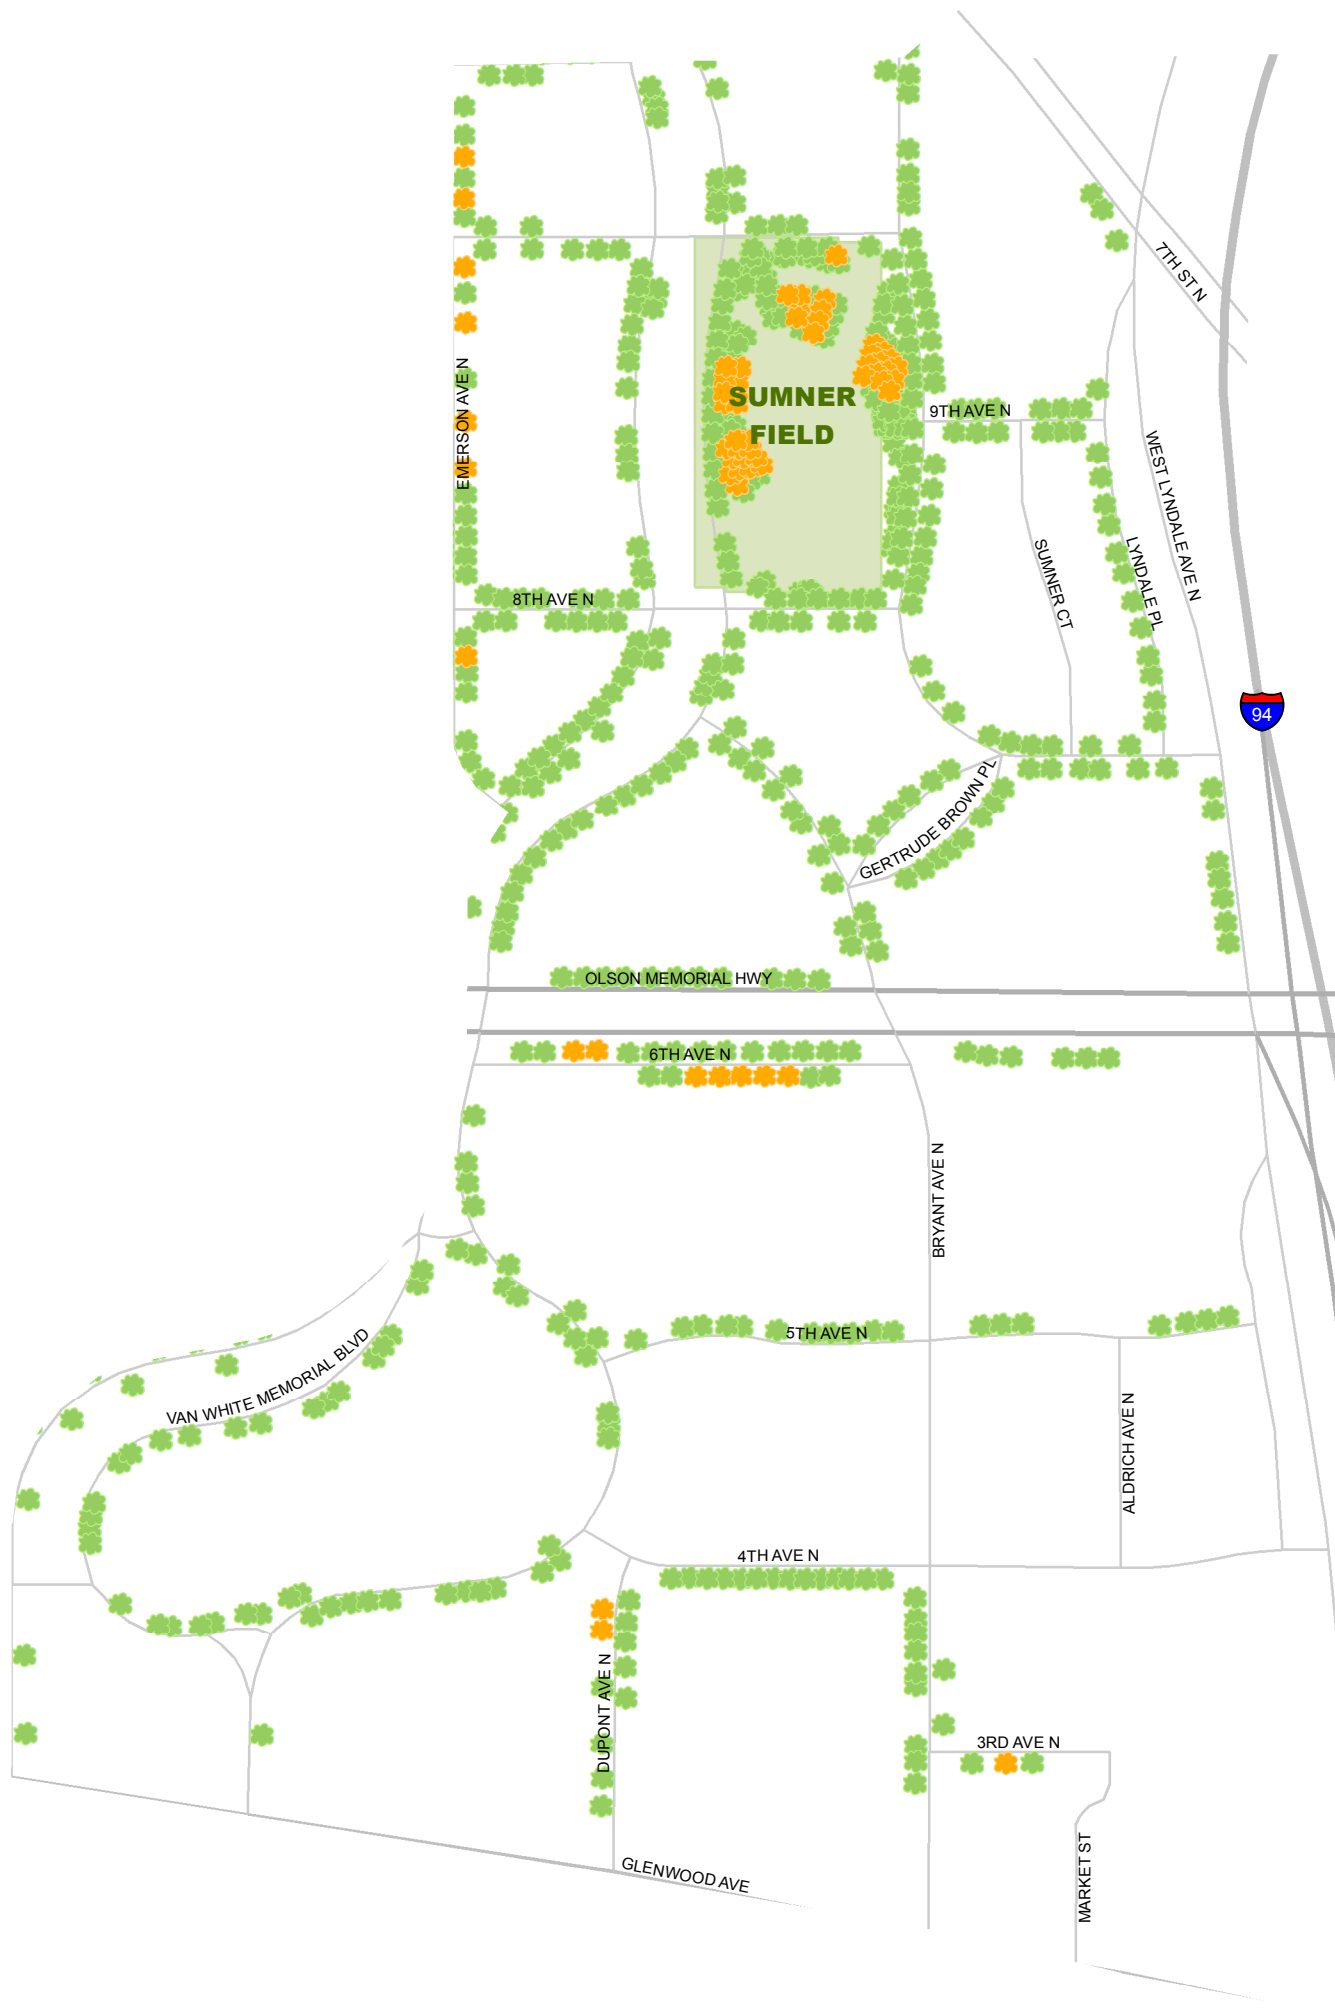 7TH ST N
EMERSON AVE N
SUMNER
FIELD
9TH AVE N
WEST LYNDALE AVE N
SUMNER CT
LYNDALE PL
8TH AVE N
94
GERTRUDE BROWN PL
OLSON MEMORIAL HWY
6TH AVE N
BRYANT AVE N
5TH AVE N
VAN WHITE MEMORIAL BLVD
ALDRICH AVE N
4TH AVE N
DUPONT AVE N
3RD AVE N
MARKET ST
GLENWOOD AVE